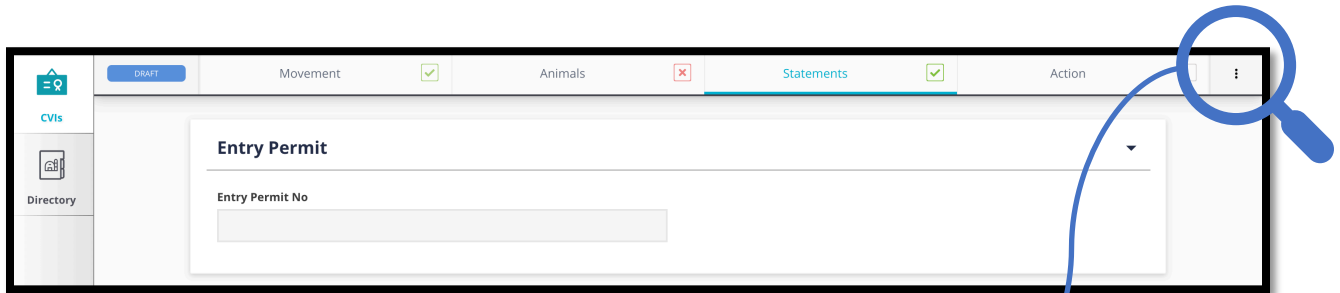 DRAFT Movement Animals Statements Action
CVIs
Entry Permit
Directory
Entry Permit No